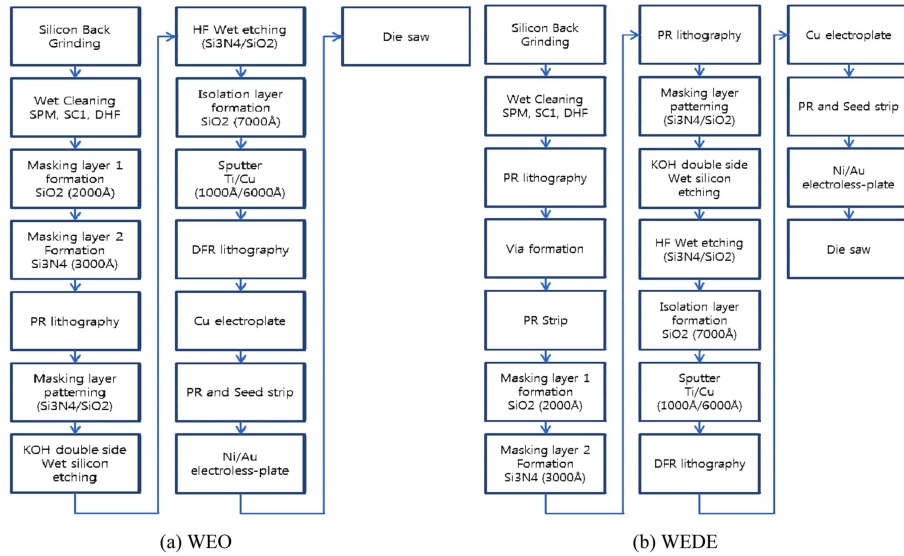 Silicon Back
Grinding
Wet Cleaning
SPM, SC1, DHF
Masking layer 1
formation
SiO2 (2000Å)
Masking layer 2
Formation
Si3N4 (3000Å)
PR lithography
Masking layer
patterning
(Si3N4/SiO2)
KOH double side
Wet silicon
etching
HF Wet etching
(Si3N4/SiO2)
Isolation layer
formation
SiO2 (7000Å)
Sputter
Ti/Cu
(1000Å/6000Å)
DFR lithography
Cu electroplate
PR and Seed strip
Ni/Au
electroless-plate
Die saw
(a) WEO
Silicon Back
Grinding
Wet Cleaning
SPM, SC1, DHF
PR lithography
Via formation
PR Strip
Masking layer 1
formation
SiO2 (2000Å)
Masking layer 2
Formation
Si3N4 (3000Å)
PR lithography
Masking layer
patterning
(Si3N4/SiO2)
KOH double side
Wet silicon
etching
HF Wet etching
(Si3N4/SiO2)
Isolation layer
formation
SiO2 (7000Å)
Sputter
Ti/Cu
(1000Å/6000Å)
DFR lithography
Cu electroplate
PR and Seed strip
Ni/Au
electroless-plate
Die saw
(b) WEDE